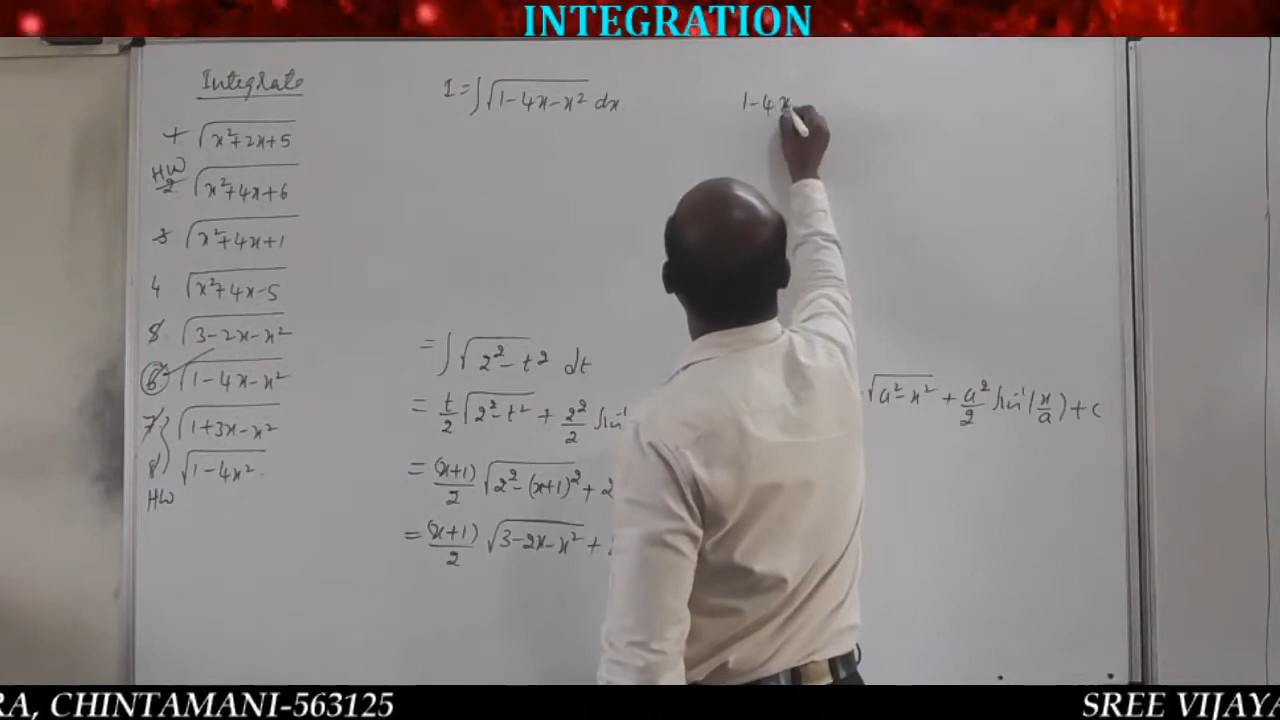 INTEGRATION
Integrate
+ √(x²+2x+5)
HW
2. √(x²+4x+6)
3 √(x²+4x+1)
4 √(x²+4x-5)
5. √(3-2x-x²)
6 √(1-4x-x²)
7 √(1+3x-x²)
8 √(1-4x²)
HW
I = ∫√(1-4x-x²) dx
1-4x
= ∫√(2²-t²) dt
= t/2 √(2²-t²) + 2²/2 sin⁻¹
= (x+1)/2 √(2²-(x+1)²) + 2
= (x+1)/2 √(3-2x-x²) +
√(a²-x²) + a²/2 sin⁻¹(x/a) + c
RA, CHINTAMANI-563125
SREE VIJAYA